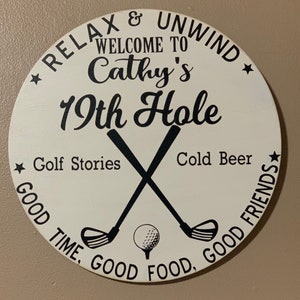 RELAX & UNWIND
WELCOME TO
Cathy's
19th Hole
Golf Stories
Cold Beer
GOOD TIME, GOOD FOOD, GOOD FRIENDS